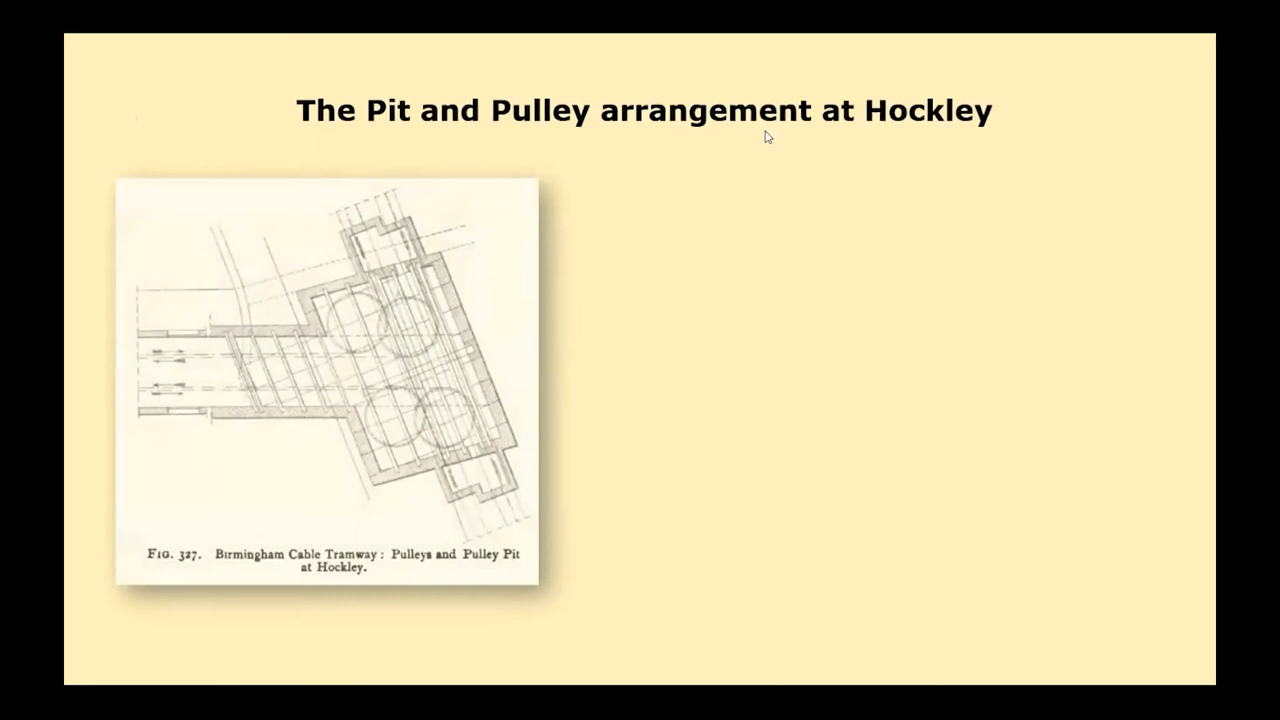 The Pit and Pulley arrangement at Hockley
FIG. 327. Birmingham Cable Tramway : Pulleys and Pulley Pit
at Hockley.